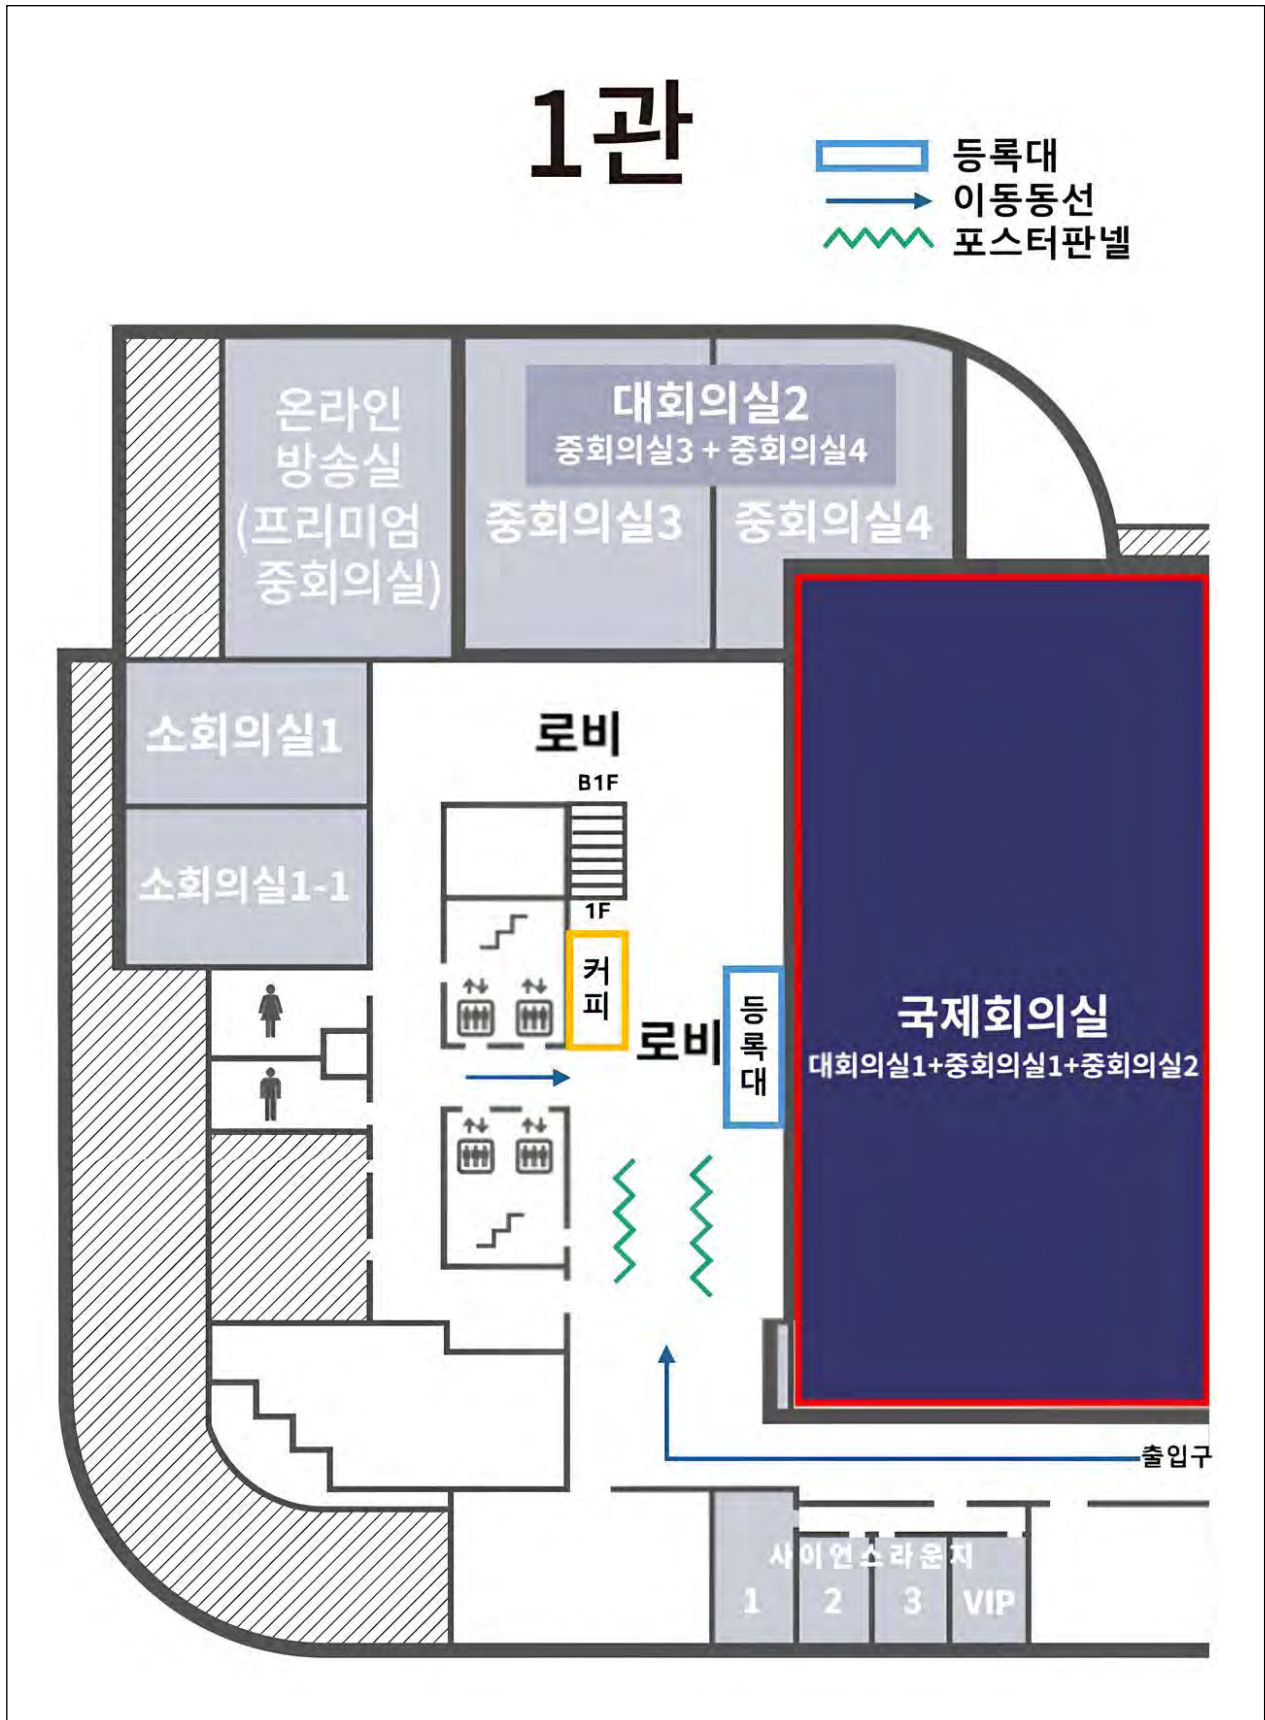 1관
등록대
이동동선
포스터판넬
온라인
방송실
(프리미엄
중회의실)
대회의실2
중회의실3 + 중회의실4
중회의실3
중회의실4
소회의실1
소회의실1-1
로비
B1F
1F
커
피
로비
등
록
대
국제회의실
대회의실1+중회의실1+중회의실2
출입구
사이언스라운지
1
2
3
VIP